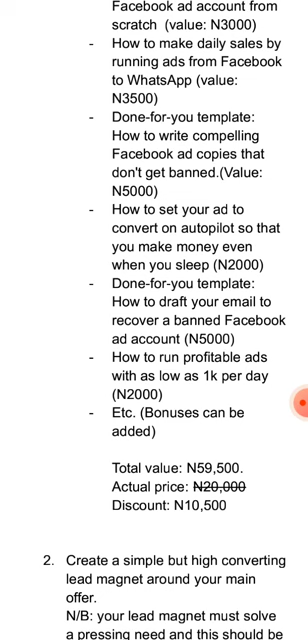 Facebook ad account from
scratch  (value: N3000)
- How to make daily sales by
running ads from Facebook
to WhatsApp (value:
N3500)
- Done-for-you template:
How to write compelling
Facebook ad copies that
don't get banned.(Value:
N5000)
- How to set your ad to
convert on autopilot so that
you make money even
when you sleep (N2000)
- Done-for-you template:
How to draft your email to
recover a banned Facebook
ad account (N5000)
- How to run profitable ads
with as low as 1k per day
(N2000)
- Etc. (Bonuses can be
added)
Total value: N59,500.
Actual price: N20,000
Discount: N10,500
2. Create a simple but high converting
lead magnet around your main
offer.
N/B: your lead magnet must solve
a pressing need and this should be